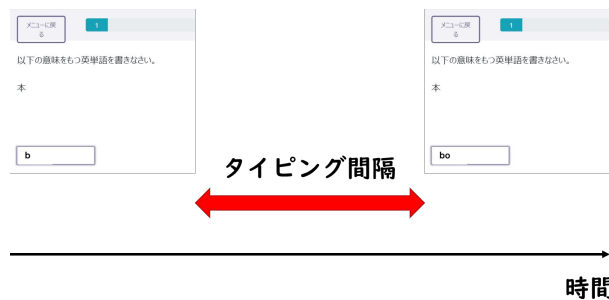 メニューに戻
る
1
以下の意味をもつ英単語を書きなさい。
本
b
タイピング間隔
メニューに戻
る
1
以下の意味をもつ英単語を書きなさい。
本
bo
時間